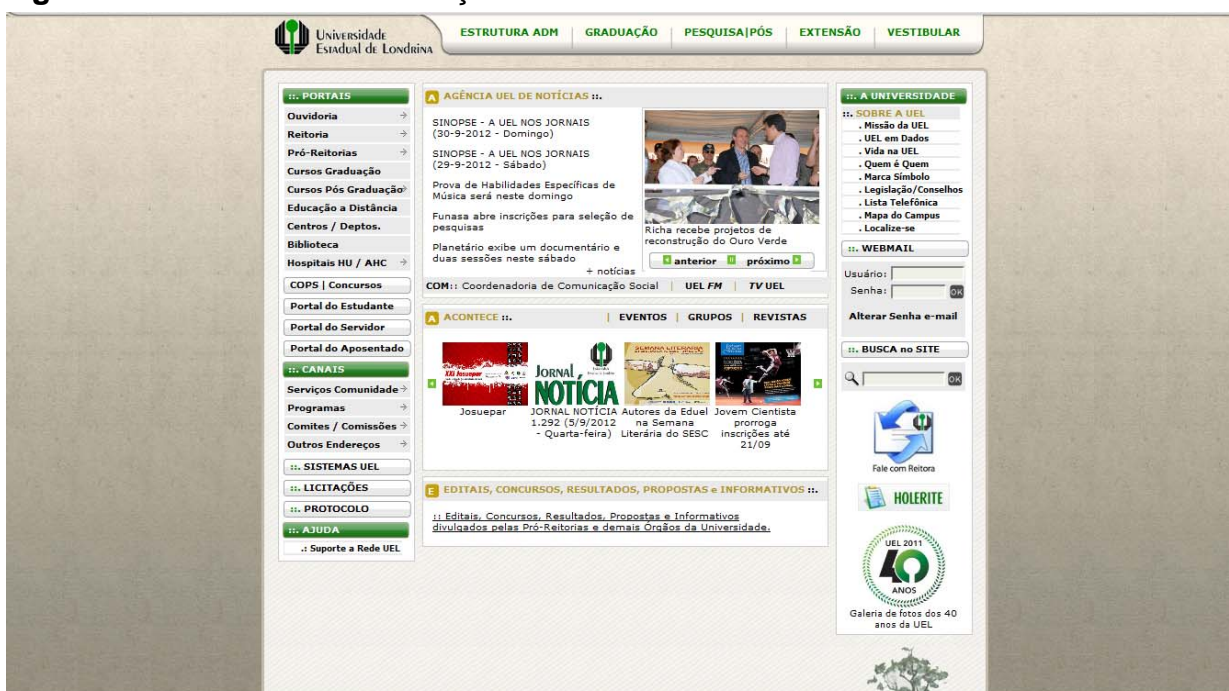 Universidade
Estadual de Londrina
ESTRUTURA ADM | GRADUAÇÃO | PESQUISA|PÓS | EXTENSÃO | VESTIBULAR
::. PORTAIS
Ouvidoria
Reitoria
Pró-Reitorias
Cursos Graduação
Cursos Pós Graduação
Educação a Distância
Centros / Deptos.
Biblioteca
Hospitais HU / AHC
COPS | Concursos
Portal do Estudante
Portal do Servidor
Portal do Aposentado
::. CANAIS
Serviços Comunidade
Programas
Comites / Comissões
Outros Endereços
::. SISTEMAS UEL
::. LICITAÇÕES
::. PROTOCOLO
::. AJUDA
.: Suporte a Rede UEL
A AGÊNCIA UEL DE NOTÍCIAS ::.
SINOPSE - A UEL NOS JORNAIS
(30-9-2012 - Domingo)
SINOPSE - A UEL NOS JORNAIS
(29-9-2012 - Sábado)
Prova de Habilidades Específicas de
Música será neste domingo
Funasa abre inscrições para seleção de
pesquisas
Planetário exibe um documentário e
duas sessões neste sábado
+ notícias
Richa recebe projetos de
reconstrução do Ouro Verde
anterior próximo
COM:: Coordenadoria de Comunicação Social | UEL FM | TV UEL
A ACONTECE ::. | EVENTOS | GRUPOS | REVISTAS
XXI Josuepar
JORNAL
NOTÍCIA
SEMANA LITERÁRIA
Josuepar
JORNAL NOTÍCIA
1.292 (5/9/2012
- Quarta-feira)
Autores da Eduel
na Semana
Literária do SESC
Jovem Cientista
prorroga
inscrições até
21/09
E EDITAIS, CONCURSOS, RESULTADOS, PROPOSTAS e INFORMATIVOS ::.
:: Editais, Concursos, Resultados, Propostas e Informativos
divulgados pelas Pró-Reitorias e demais Órgãos da Universidade.
::. A UNIVERSIDADE
::. SOBRE A UEL
. Missão da UEL
. UEL em Dados
. Vida na UEL
. Quem é Quem
. Marca Símbolo
. Legislação/Conselhos
. Lista Telefônica
. Mapa do Campus
. Localize-se
::. WEBMAIL
Usuário:
Senha: OK
Alterar Senha e-mail
::. BUSCA no SITE
OK
Fale com Reitora
HOLERITE
UEL 2011
40
ANOS
Galeria de fotos dos 40
anos da UEL